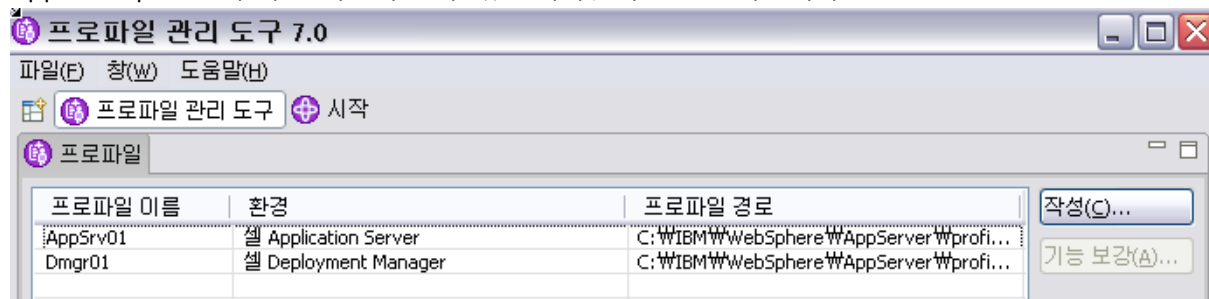 프로파일 관리 도구 7.0
파일(F) 창(W) 도움말(H)
프로파일 관리 도구 시작
프로파일
프로파일 이름 환경 프로파일 경로 작성(C)...
AppSrv01 셀 Application Server C:₩IBM₩WebSphere₩AppServer₩profi...
Dmgr01 셀 Deployment Manager C:₩IBM₩WebSphere₩AppServer₩profi...
기능 보강(A)...